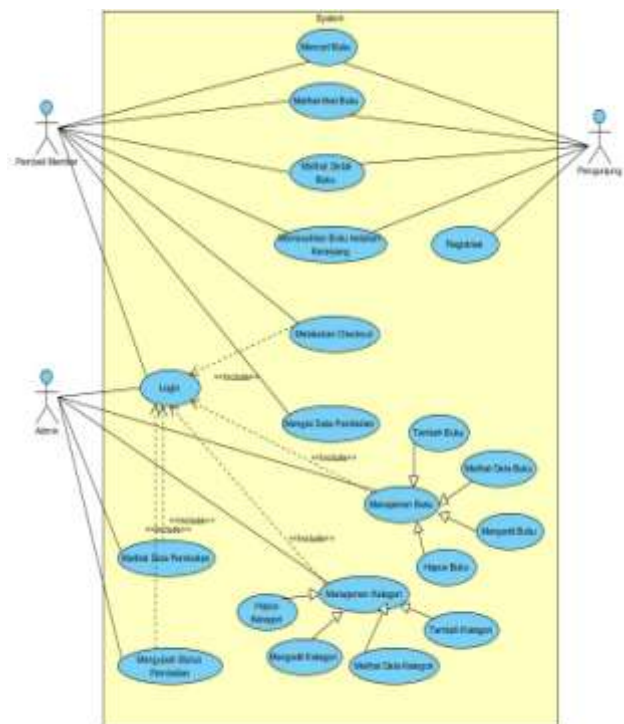 System
Mencari Buku
Melihat Buku
Pembeli Member
Pengunjung
Melihat Detail
Buku
Memasukkan Buku kedalam
Keranjang
Registrasi
Melakukan Checkout
Login
<<Include>>
Admin
Data Pembelian
Tambah Buku
<<Include>>
Melihat Data Buku
Manajemen Buku
Mengedit Buku
<<Include>>
<<Include>>
<<Include>>
Melihat Data Pembelian
Hapus Buku
Manajemen Kategori
Hapus
Kategori
Tambah Kategori
Mengedit Kategori
Melihat Data Kategori
Mengubah Status
Pembelian